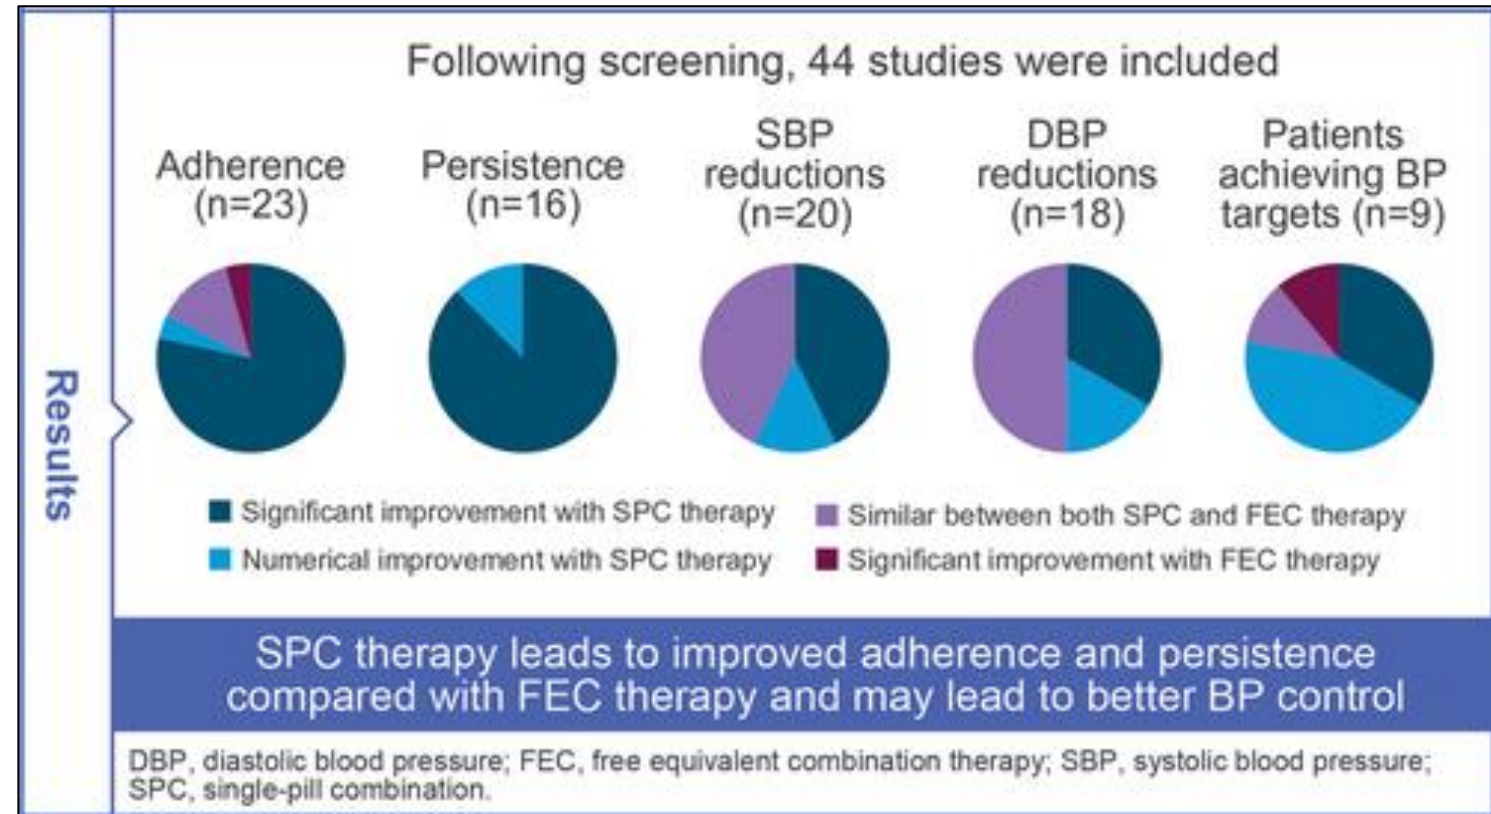 Results
Following screening, 44 studies were included
Adherence
(n=23)
Persistence
(n=16)
SBP
reductions
(n=20)
DBP
reductions
(n=18)
Patients
achieving BP
targets (n=9)
Significant improvement with SPC therapy
Similar between both SPC and FEC therapy
Numerical improvement with SPC therapy
Significant improvement with FEC therapy
SPC therapy leads to improved adherence and persistence
compared with FEC therapy and may lead to better BP control
DBP, diastolic blood pressure; FEC, free equivalent combination therapy; SBP, systolic blood pressure;
SPC, single-pill combination.